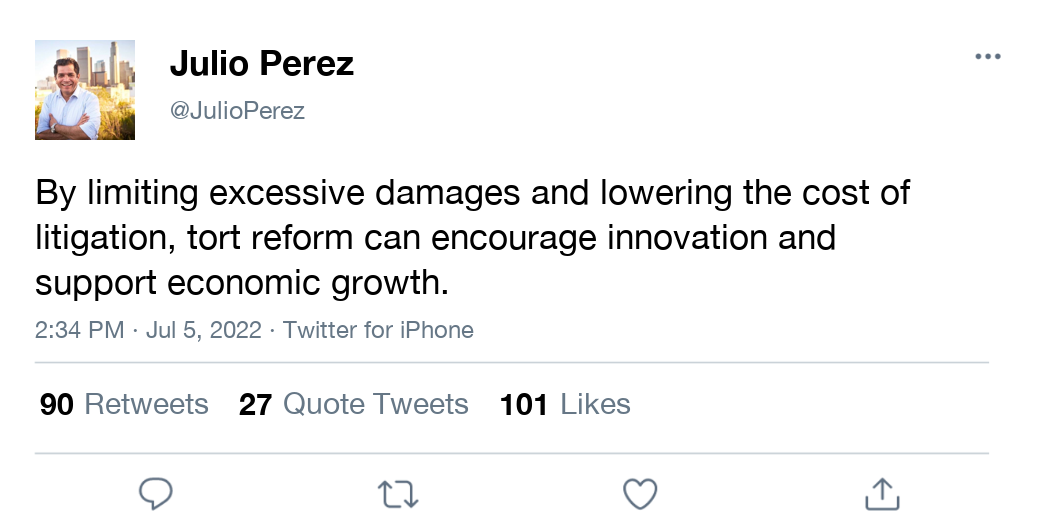 Julio Perez
@JulioPerez
By limiting excessive damages and lowering the cost of
litigation, tort reform can encourage innovation and
support economic growth.
2:34 PM · Jul 5, 2022 · Twitter for iPhone
90 Retweets 27 Quote Tweets 101 Likes